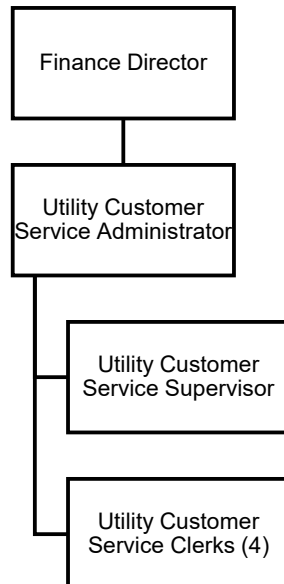 Finance Director
Utility Customer
Service Administrator
Utility Customer
Service Supervisor
Utility Customer
Service Clerks (4)